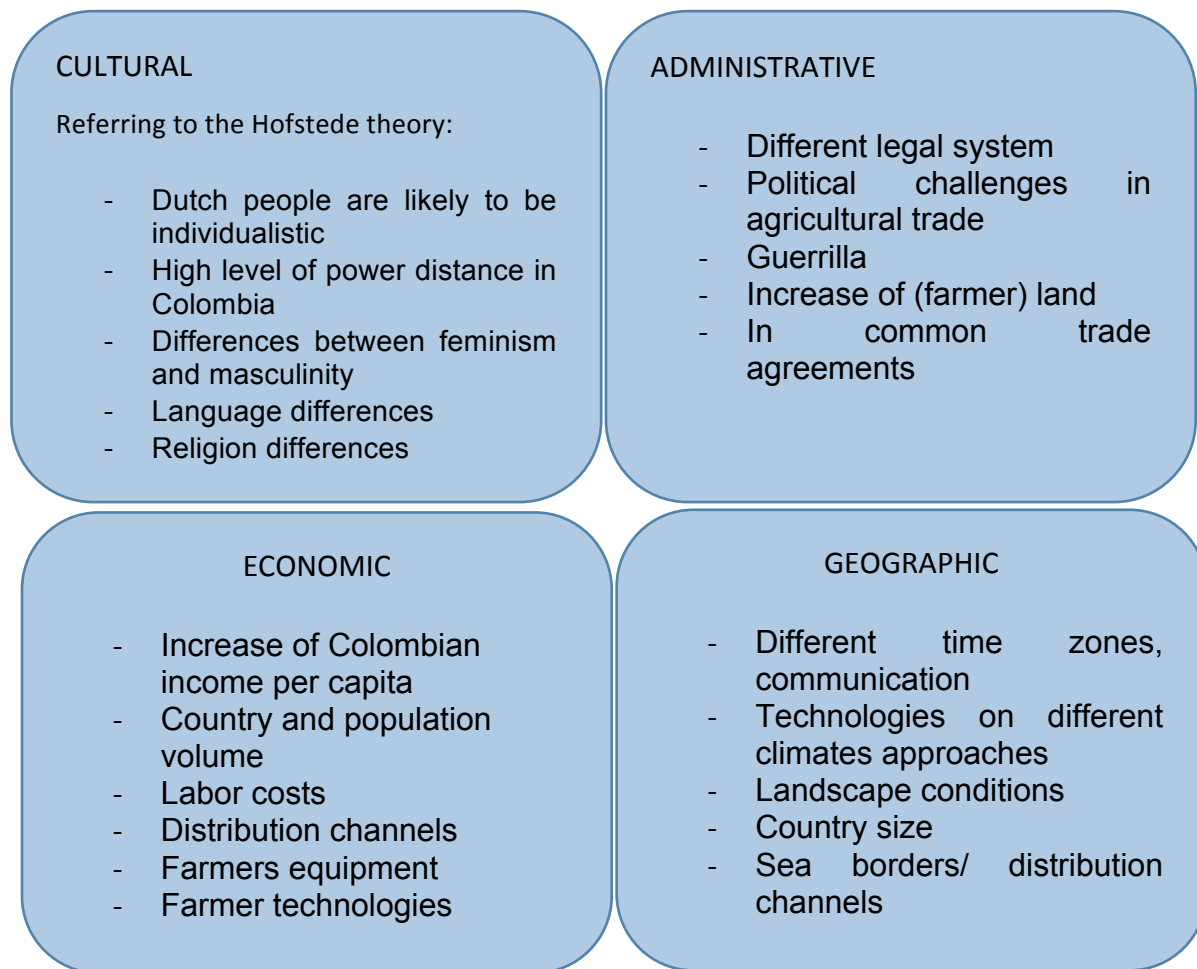 CULTURAL
Referring to the Hofstede theory:
- Dutch people are likely to be
individualistic
- High level of power distance in
Colombia
- Differences between feminism
and masculinity
- Language differences
- Religion differences
ADMINISTRATIVE
- Different legal system
- Political challenges in
agricultural trade
- Guerrilla
- Increase of (farmer) land
- In common trade
agreements
ECONOMIC
- Increase of Colombian
income per capita
- Country and population
volume
- Labor costs
- Distribution channels
- Farmers equipment
- Farmer technologies
GEOGRAPHIC
- Different time zones,
communication
- Technologies on different
climates approaches
- Landscape conditions
- Country size
- Sea borders/ distribution
channels